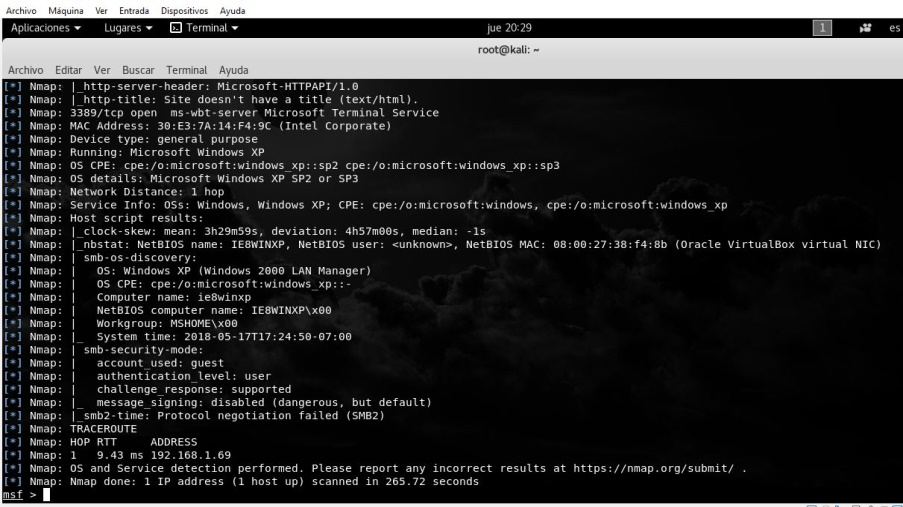 Archivo Máquina Ver Entrada Dispositivos Ayuda
Aplicaciones ▾ Lugares ▾ Terminal ▾ jue 20:29 1 es
root@kali: ~
Archivo Editar Ver Buscar Terminal Ayuda
[*] Nmap: |_http-server-header: Microsoft-HTTPAPI/1.0
[*] Nmap: |_http-title: Site doesn't have a title (text/html).
[*] Nmap: 3389/tcp open  ms-wbt-server Microsoft Terminal Service
[*] Nmap: MAC Address: 30:E3:7A:14:F4:9C (Intel Corporate)
[*] Nmap: Device type: general purpose
[*] Nmap: Running: Microsoft Windows XP
[*] Nmap: OS CPE: cpe:/o:microsoft:windows_xp::sp2 cpe:/o:microsoft:windows_xp::sp3
[*] Nmap: OS details: Microsoft Windows XP SP2 or SP3
[*] Nmap: Network Distance: 1 hop
[*] Nmap: Service Info: OSs: Windows, Windows XP; CPE: cpe:/o:microsoft:windows, cpe:/o:microsoft:windows_xp
[*] Nmap: Host script results:
[*] Nmap: |_clock-skew: mean: 3h29m59s, deviation: 4h57m00s, median: -1s
[*] Nmap: |_nbstat: NetBIOS name: IE8WINXP, NetBIOS user: <unknown>, NetBIOS MAC: 08:00:27:38:f4:8b (Oracle VirtualBox virtual NIC)
[*] Nmap: | smb-os-discovery:
[*] Nmap: |   OS: Windows XP (Windows 2000 LAN Manager)
[*] Nmap: |   OS CPE: cpe:/o:microsoft:windows_xp::-
[*] Nmap: |   Computer name: ie8winxp
[*] Nmap: |   NetBIOS computer name: IE8WINXP\x00
[*] Nmap: |   Workgroup: MSHOME\x00
[*] Nmap: |_  System time: 2018-05-17T17:24:50-07:00
[*] Nmap: | smb-security-mode:
[*] Nmap: |   account_used: guest
[*] Nmap: |   authentication_level: user
[*] Nmap: |   challenge_response: supported
[*] Nmap: |_  message_signing: disabled (dangerous, but default)
[*] Nmap: |_smb2-time: Protocol negotiation failed (SMB2)
[*] Nmap: TRACEROUTE
[*] Nmap: HOP RTT     ADDRESS
[*] Nmap: 1   9.43 ms 192.168.1.69
[*] Nmap: OS and Service detection performed. Please report any incorrect results at https://nmap.org/submit/ .
[*] Nmap: Nmap done: 1 IP address (1 host up) scanned in 265.72 seconds
msf >